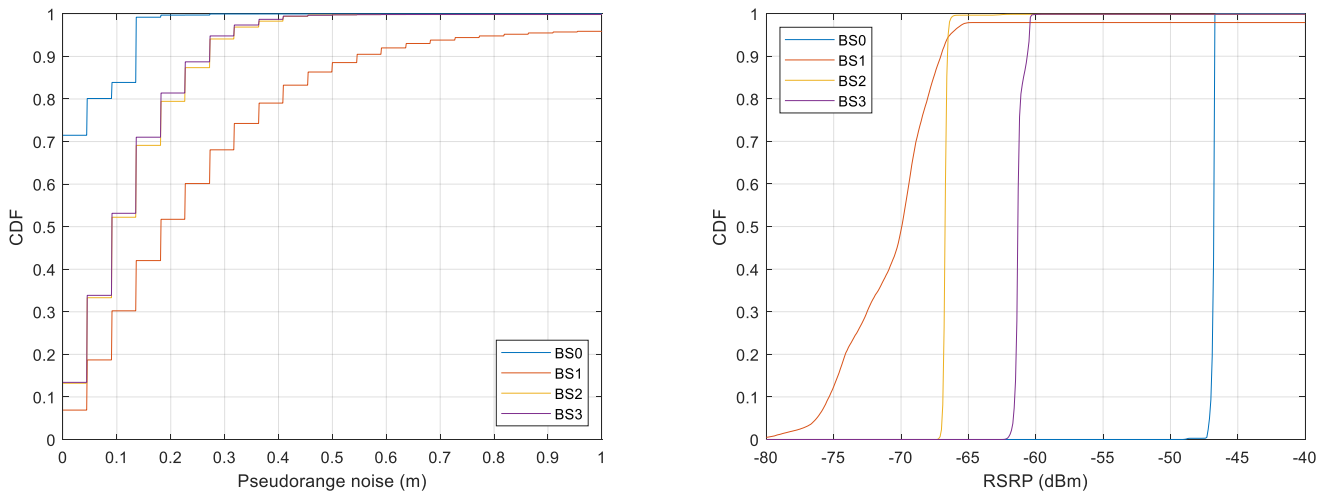 1
0.9
0.8
0.7
0.6
0.5
0.4
0.3
0.2
0.1
0
CDF
0 0.1 0.2 0.3 0.4 0.5 0.6 0.7 0.8 0.9 1
Pseudorange noise (m)
BS0
BS1
BS2
BS3
1
0.9
0.8
0.7
0.6
0.5
0.4
0.3
0.2
0.1
0
CDF
-80 -75 -70 -65 -60 -55 -50 -45 -40
RSRP (dBm)
BS0
BS1
BS2
BS3